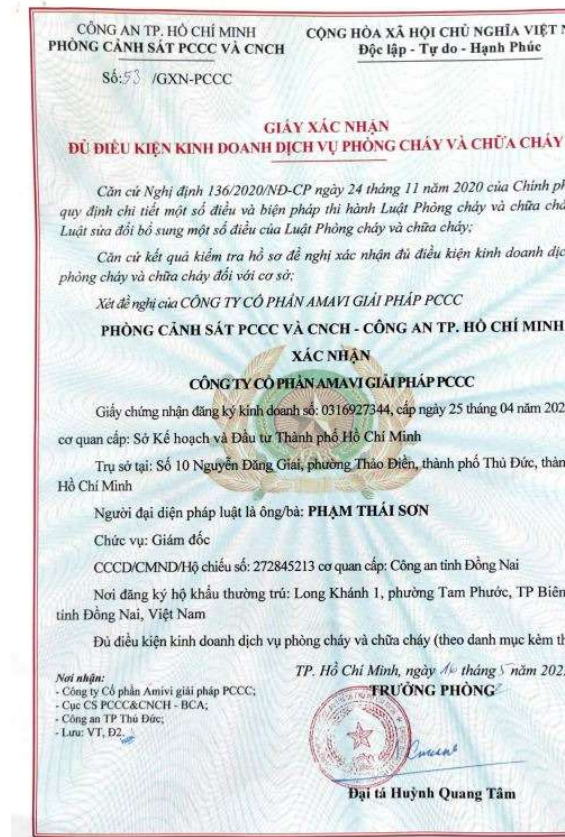 CÔNG AN TP. HỒ CHÍ MINH
PHÒNG CẢNH SÁT PCCC VÀ CNCH
Số: 53 /GXN-PCCC
CỘNG HÒA XÃ HỘI CHỦ NGHĨA VIỆT N
Độc lập - Tự do - Hạnh Phúc
GIẤY XÁC NHẬN
ĐỦ ĐIỀU KIỆN KINH DOANH DỊCH VỤ PHÒNG CHÁY VÀ CHỮA CHÁY
Căn cứ Nghị định 136/2020/NĐ-CP ngày 24 tháng 11 năm 2020 của Chính ph
quy định chi tiết một số điều và biện pháp thi hành Luật Phòng cháy và chữa chá
Luật sửa đổi bổ sung một số điều của Luật Phòng cháy và chữa cháy;
Căn cứ kết quả kiểm tra hồ sơ đề nghị xác nhận đủ điều kiện kinh doanh dịc
phòng cháy và chữa cháy đối với cơ sở;
Xét đề nghị của CÔNG TY CỔ PHẦN AMAVI GIẢI PHÁP PCCC
PHÒNG CẢNH SÁT PCCC VÀ CNCH - CÔNG AN TP. HỒ CHÍ MINH
XÁC NHẬN
CÔNG TY CỔ PHẦN AMAVI GIẢI PHÁP PCCC
Giấy chứng nhận đăng ký kinh doanh số: 0316927344, cấp ngày 25 tháng 04 năm 202
cơ quan cấp: Sở Kế hoạch và Đầu tư Thành phố Hồ Chí Minh
Trụ sở tại: Số 10 Nguyễn Đăng Giai, phường Thảo Điền, thành phố Thủ Đức, thàn
Hồ Chí Minh
Người đại diện pháp luật là ông/bà: PHẠM THÁI SƠN
Chức vụ: Giám đốc
CCCD/CMND/Hộ chiếu số: 272845213 cơ quan cấp: Công an tỉnh Đồng Nai
Nơi đăng ký hộ khẩu thường trú: Long Khánh 1, phường Tam Phước, TP Biên
tỉnh Đồng Nai, Việt Nam
Đủ điều kiện kinh doanh dịch vụ phòng cháy và chữa cháy (theo danh mục kèm th
Nơi nhận:
- Công ty Cổ phần Amivi giải pháp PCCC;
- Cục CS PCCC&CNCH - BCA;
- Công an TP Thủ Đức;
- Lưu: VT, Đ2.
TP. Hồ Chí Minh, ngày 16 tháng 5 năm 202
TRƯỞNG PHÒNG
Đại tá Huỳnh Quang Tâm